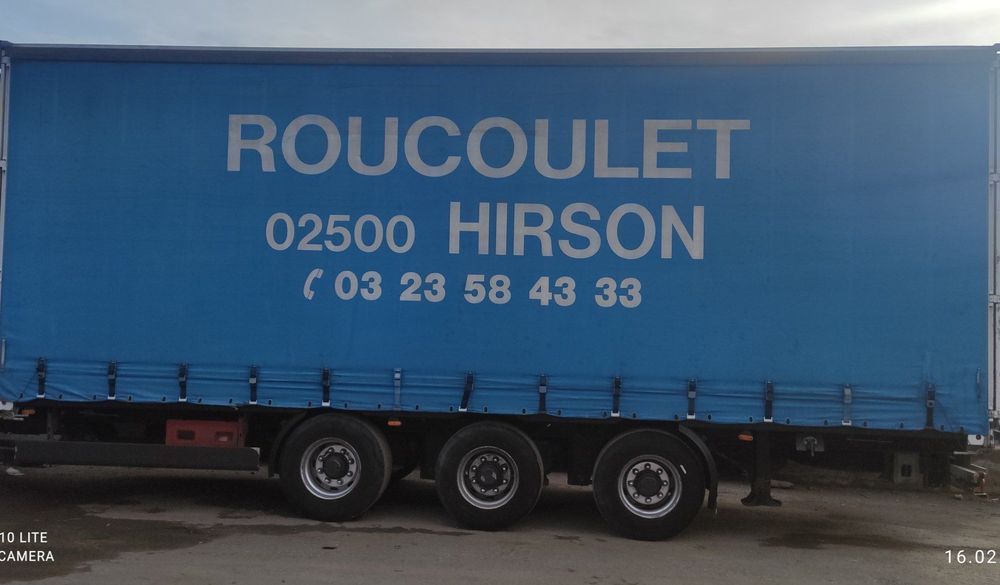 ROUCOULET
02500 HIRSON
03 23 58 43 33
10 LITE
CAMERA
16.02